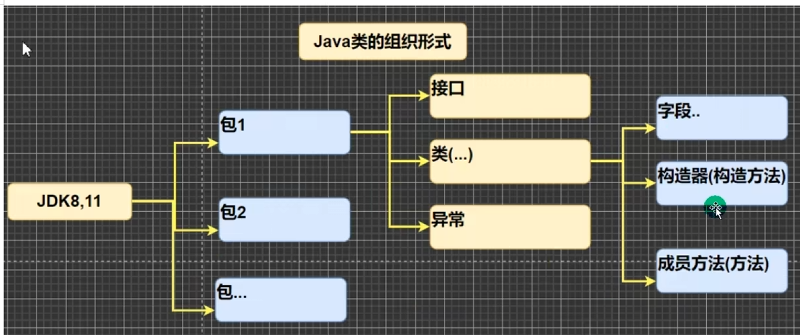 Java类的组织形式
JDK8,11
包1
包2
包...
接口
类(...)
异常
字段..
构造器(构造方法)
成员方法(方法)